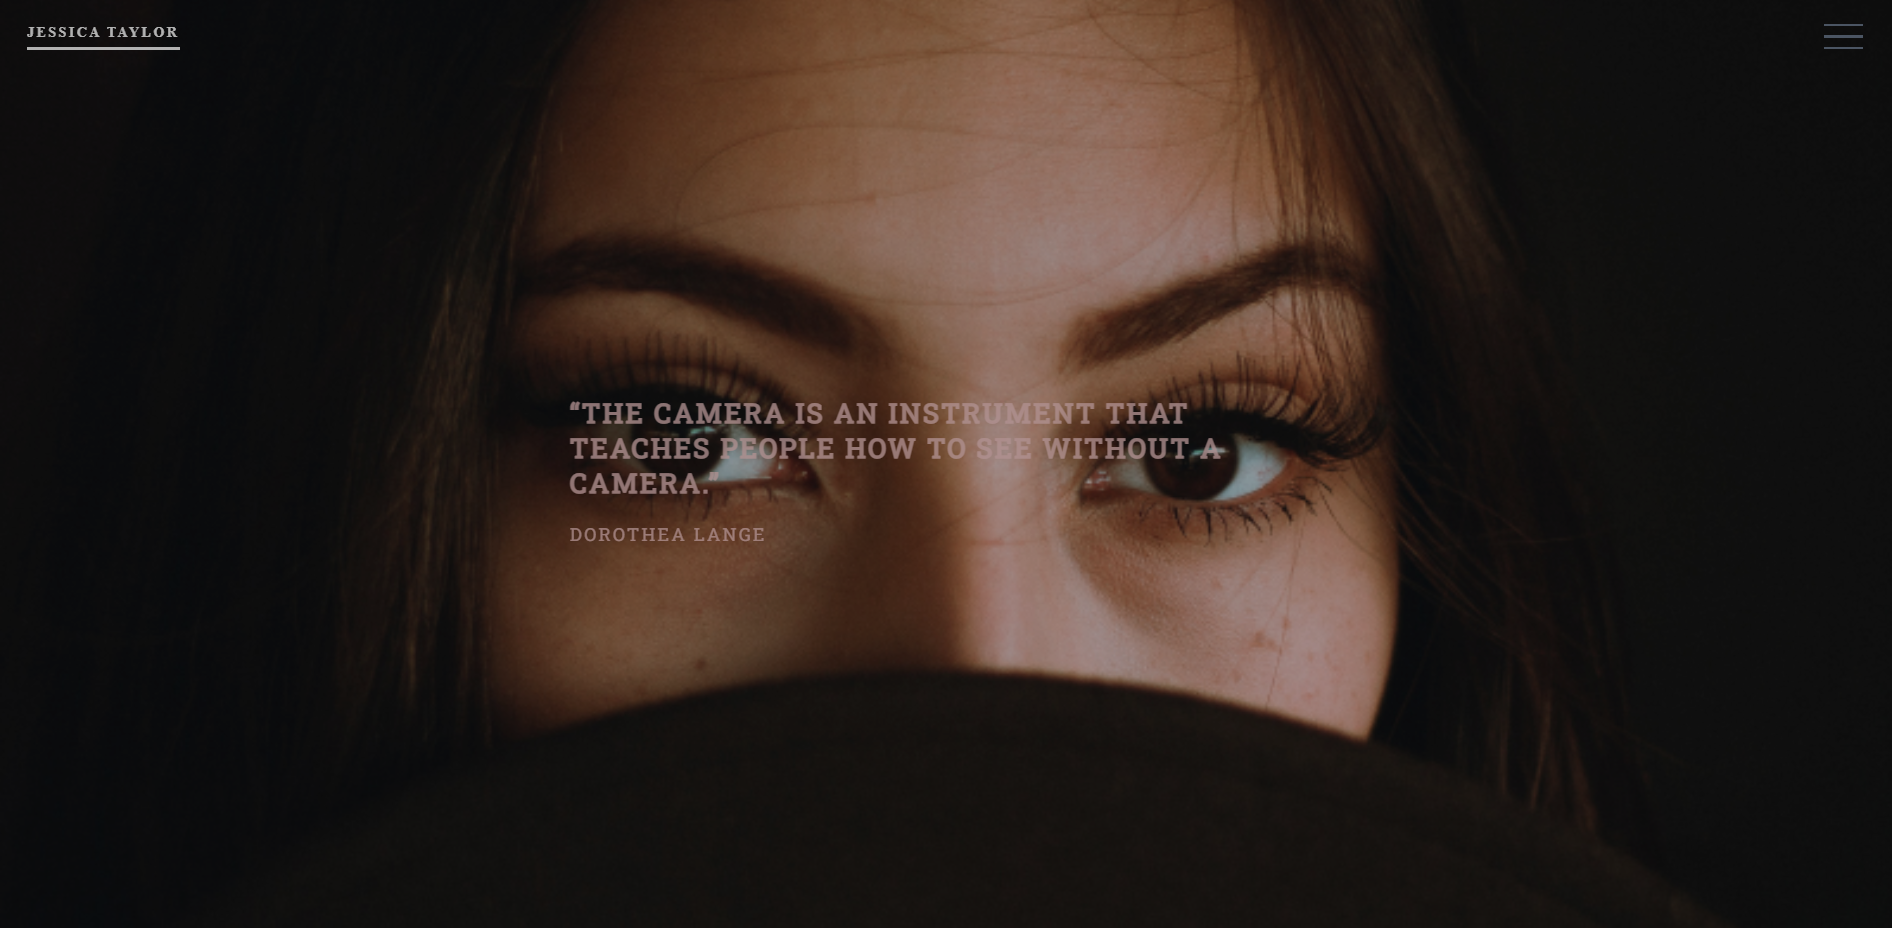 JESSICA TAYLOR
“THE CAMERA IS AN INSTRUMENT THAT
TEACHES PEOPLE HOW TO SEE WITHOUT A
CAMERA.”
DOROTHEA LANGE